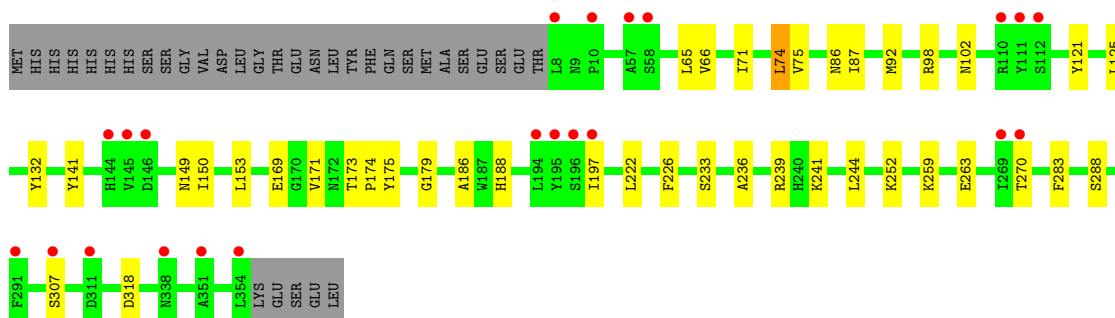 MET HIS HIS HIS HIS HIS HIS SER SER GLY VAL ASP LEU GLY THR GLU ASN LEU TYR PHE GLN SER MET ALA SER GLU SER GLU THR L8 N9 P10 A57 S58 L65 V66 I71 L74 V75 N86 I87 M92 R98 N102 R110 Y111 S112 Y121
Y132 Y141 H144 V145 D146 N149 I150 L153 E169 G170 V171 N172 T173 P174 Y175 G179 A186 W187 H188 L194 Y195 S196 I197 L222 F226 S233 A236 R239 H240 K241 L244 K252 K259 E263 I269 T270 F283 S288
F291 S307 D311 D318 N338 A351 L354 LYS GLU SER GLU LEU